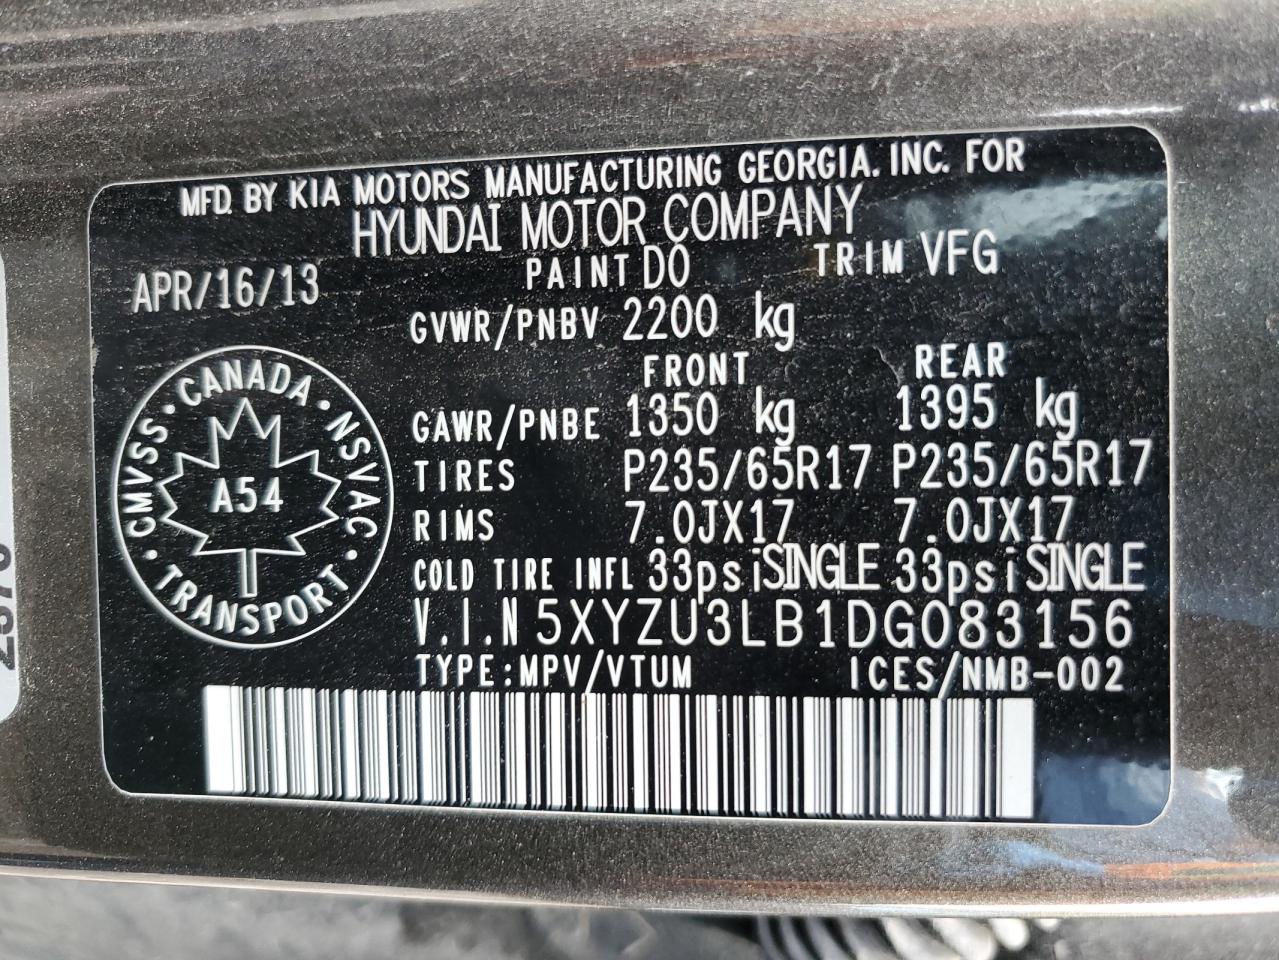 MFD. BY KIA MOTORS MANUFACTURING GEORGIA. INC. FOR
HYUNDAI MOTOR COMPANY
APR/16/13 PAINT DO TRIM VFG
GVWR/PNBV 2200 kg
FRONT REAR
GAWR/PNBE 1350 kg 1395 kg
TIRES P235/65R17 P235/65R17
RIMS 7.0JX17 7.0JX17
COLD TIRE INFL 33psi SINGLE 33psi SINGLE
V.I.N 5XYZU3LB1DG083156
TYPE:MPV/VTUM ICES/NMB-002
CMVSS • CANADA • NSVAC • TRANSPORT •
A54